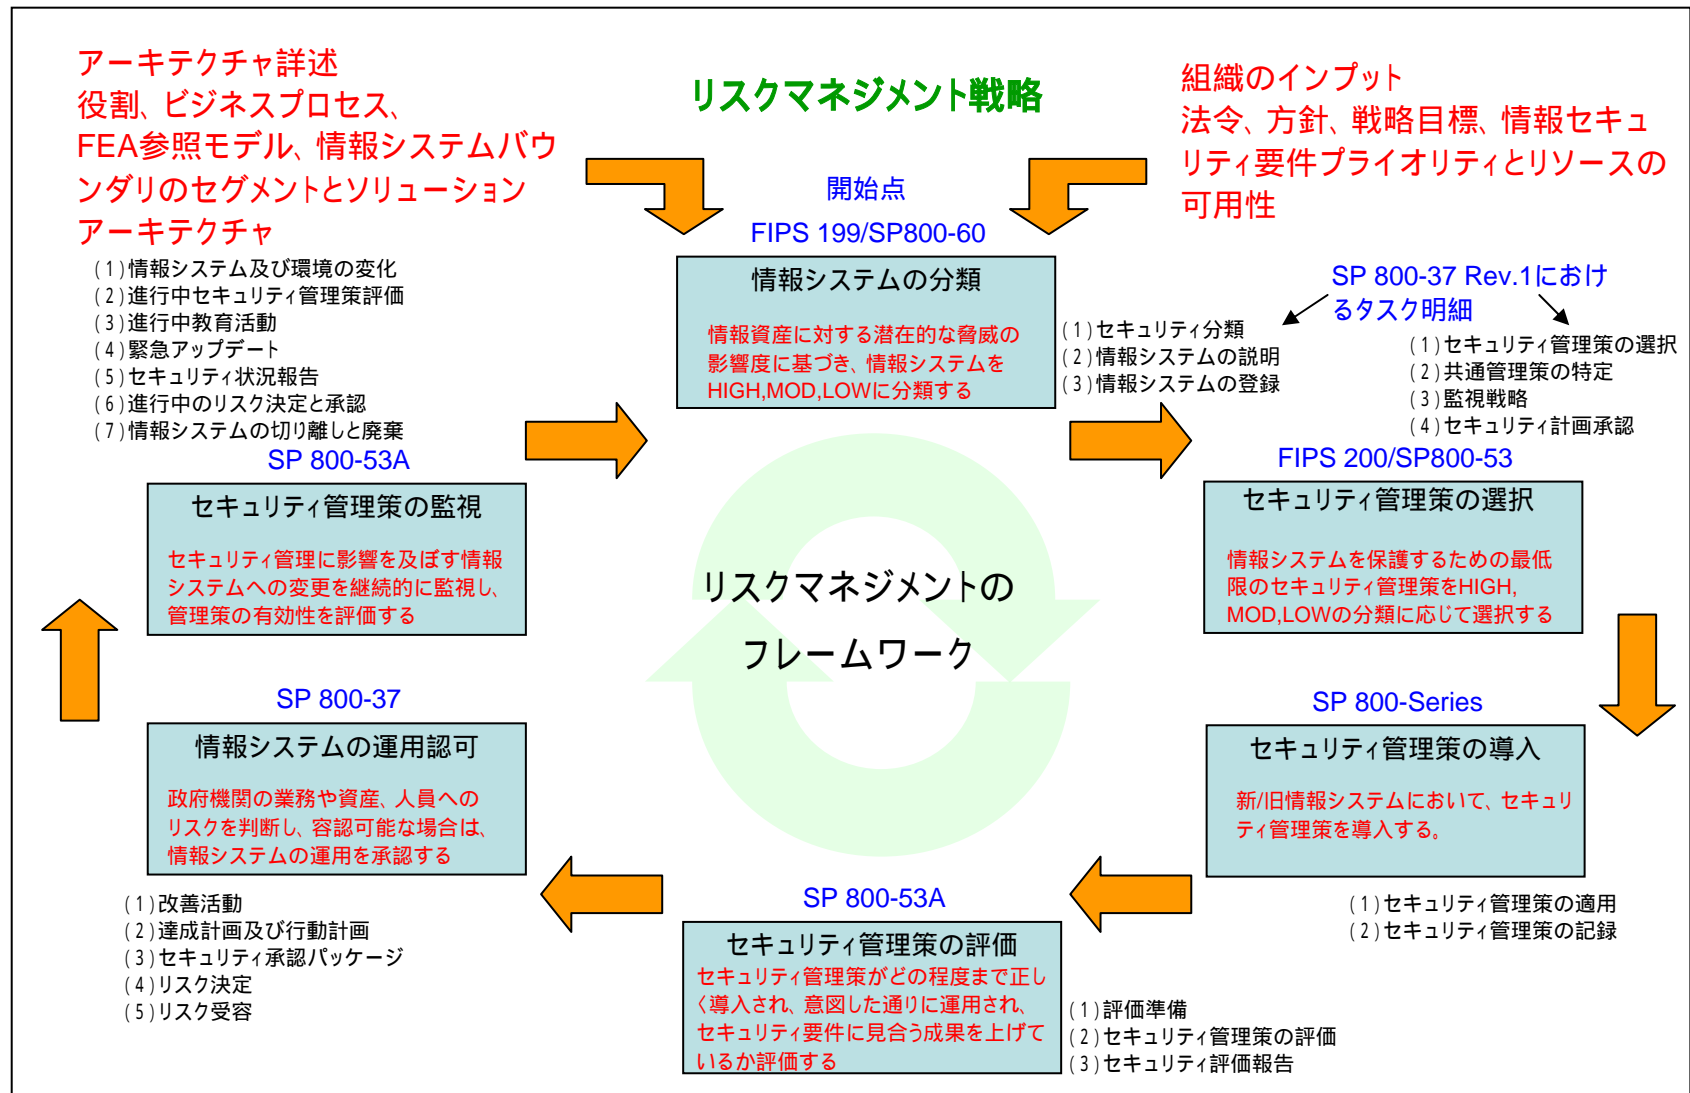 アーキテクチャ詳述
役割、ビジネスプロセス、
FEA参照モデル、情報システムバウ
ンダリのセグメントとソリューション
アーキテクチャ
リスクマネジメント戦略
組織のインプット
法令、方針、戦略目標、情報セキュ
リティ要件プライオリティとリソースの
可用性
開始点
FIPS 199/SP800-60
情報システムの分類
情報資産に対する潜在的な脅威の
影響度に基づき、情報システムを
HIGH,MOD,LOWに分類する
(1)セキュリティ分類
(2)情報システムの説明
(3)情報システムの登録
SP 800-37 Rev.1におけ
るタスク明細
(1)セキュリティ管理策の選択
(2)共通管理策の特定
(3)監視戦略
(4)セキュリティ計画承認
FIPS 200/SP800-53
セキュリティ管理策の選択
情報システムを保護するための最低
限のセキュリティ管理策をHIGH,
MOD,LOWの分類に応じて選択する
SP 800-Series
セキュリティ管理策の導入
新/旧情報システムにおいて、セキュリ
ティ管理策を導入する。
(1)セキュリティ管理策の適用
(2)セキュリティ管理策の記録
SP 800-53A
セキュリティ管理策の評価
セキュリティ管理策がどの程度まで正し
く導入され、意図した通りに運用され、
セキュリティ要件に見合う成果を上げて
いるか評価する
(1)評価準備
(2)セキュリティ管理策の評価
(3)セキュリティ評価報告
SP 800-37
情報システムの運用認可
政府機関の業務や資産、人員への
リスクを判断し、容認可能な場合は、
情報システムの運用を承認する
(1)改善活動
(2)達成計画及び行動計画
(3)セキュリティ承認パッケージ
(4)リスク決定
(5)リスク受容
(1)情報システム及び環境の変化
(2)進行中セキュリティ管理策評価
(3)進行中教育活動
(4)緊急アップデート
(5)セキュリティ状況報告
(6)進行中のリスク決定と承認
(7)情報システムの切り離しと廃棄
SP 800-53A
セキュリティ管理策の監視
セキュリティ管理に影響を及ぼす情報
システムへの変更を継続的に監視し、
管理策の有効性を評価する
リスクマネジメントの
フレームワーク